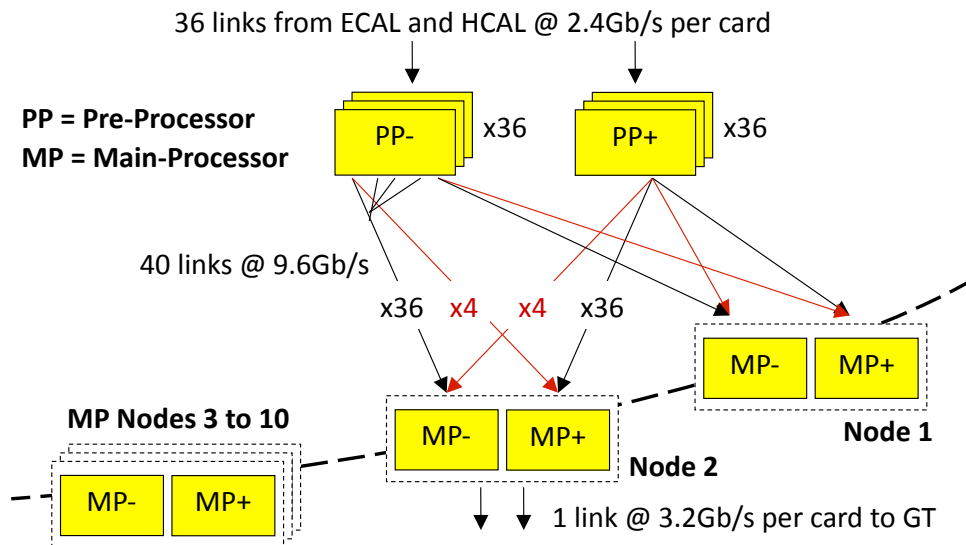 36 links from ECAL and HCAL @ 2.4Gb/s per card
PP = Pre-Processor
MP = Main-Processor
PP-
x36
PP+
x36
40 links @ 9.6Gb/s
x36
x4
x4
x36
MP-
MP+
Node 1
MP Nodes 3 to 10
MP-
MP+
Node 2
MP-
MP+
1 link @ 3.2Gb/s per card to GT